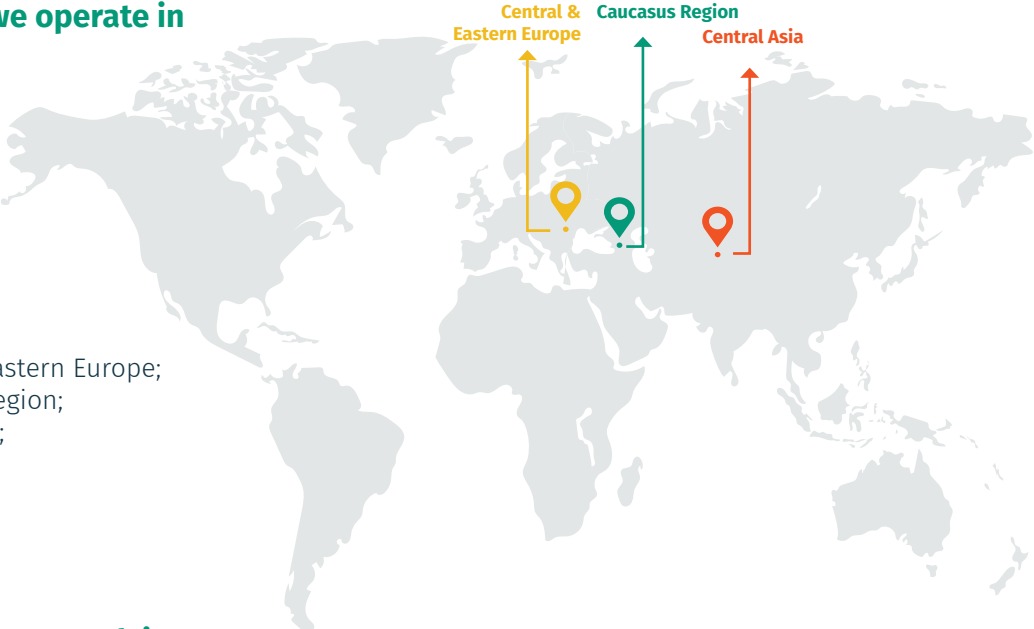 we operate in
Central &
Eastern Europe
Caucasus Region
Central Asia
astern Europe;
egion;
;